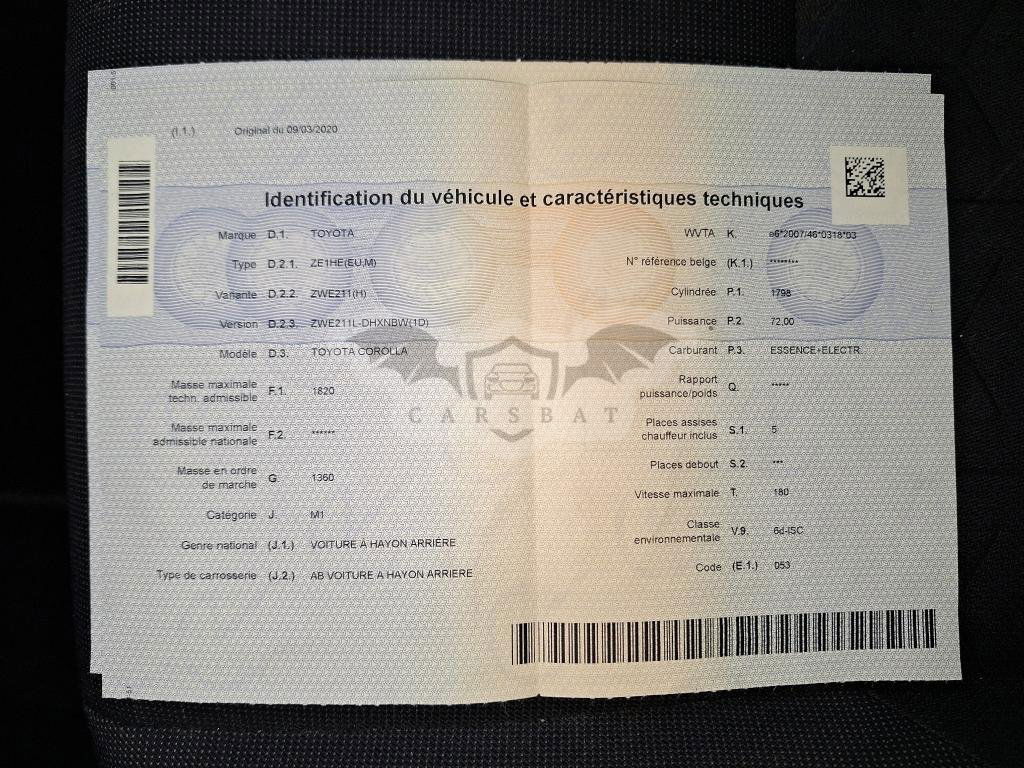 (I.1.) Original du 09/03/2020
Identification du véhicule et caractéristiques techniques
Marque D.1. TOYOTA
Type D.2.1. ZE1HE(EU,M)
Variante D.2.2. ZWE211(H)
Version D.2.3. ZWE211L-DHXNBW(1D)
Modèle D.3. TOYOTA COROLLA
Masse maximale
techn. admissible F.1. 1820
Masse maximale
admissible nationale F.2. ******
Masse en ordre
de marche G. 1360
Catégorie J. M1
Genre national (J.1.) VOITURE A HAYON ARRIERE
Type de carrosserie (J.2.) AB VOITURE A HAYON ARRIERE
WVTA K. e6*2007/46*0318*03
N° référence belge (K.1.) ********
Cylindrée P.1. 1798
Puissance P.2. 72.00
Carburant P.3. ESSENCE+ELECTR.
Rapport
puissance/poids Q. *****
Places assises
chauffeur inclus S.1. 5
Places debout S.2. ***
Vitesse maximale T. 180
Classe
environnementale V.9. 6d-ISC
Code (E.1.) 053
CARSBAT